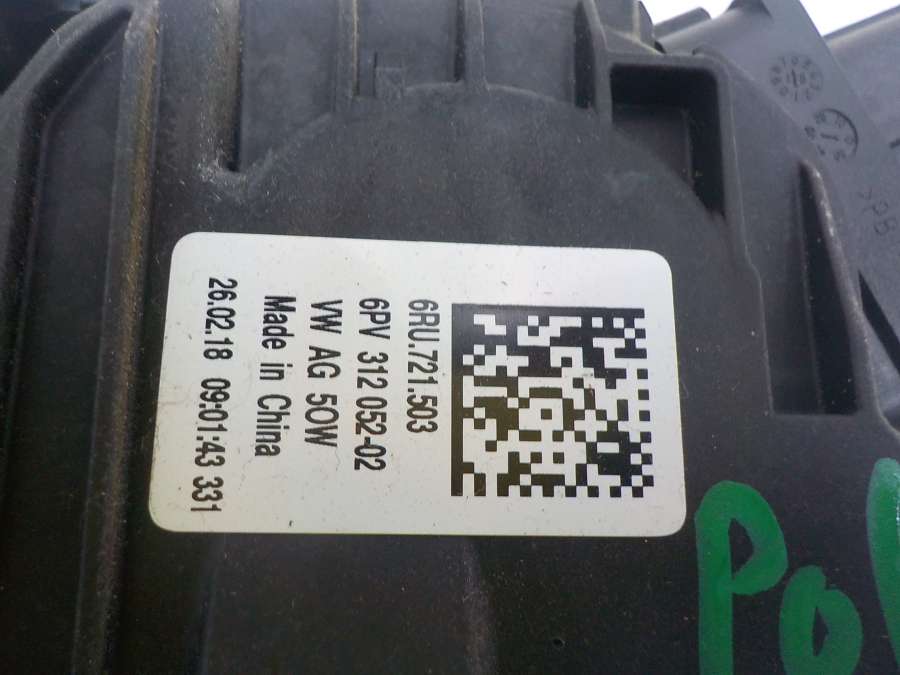 6RU.721.503
6PV 312 052-02
VW AG 5OW
Made in China
26.02.18 09:01:43 331
Po